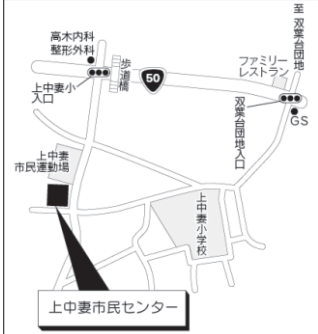 至 双葉台団地
高木内科
整形外科
歩道橋
50
ファミリー
レストラン
上中妻小
入口
双葉台団地入口
GS
上中妻
市民運動場
上中妻小学校
上中妻市民センター